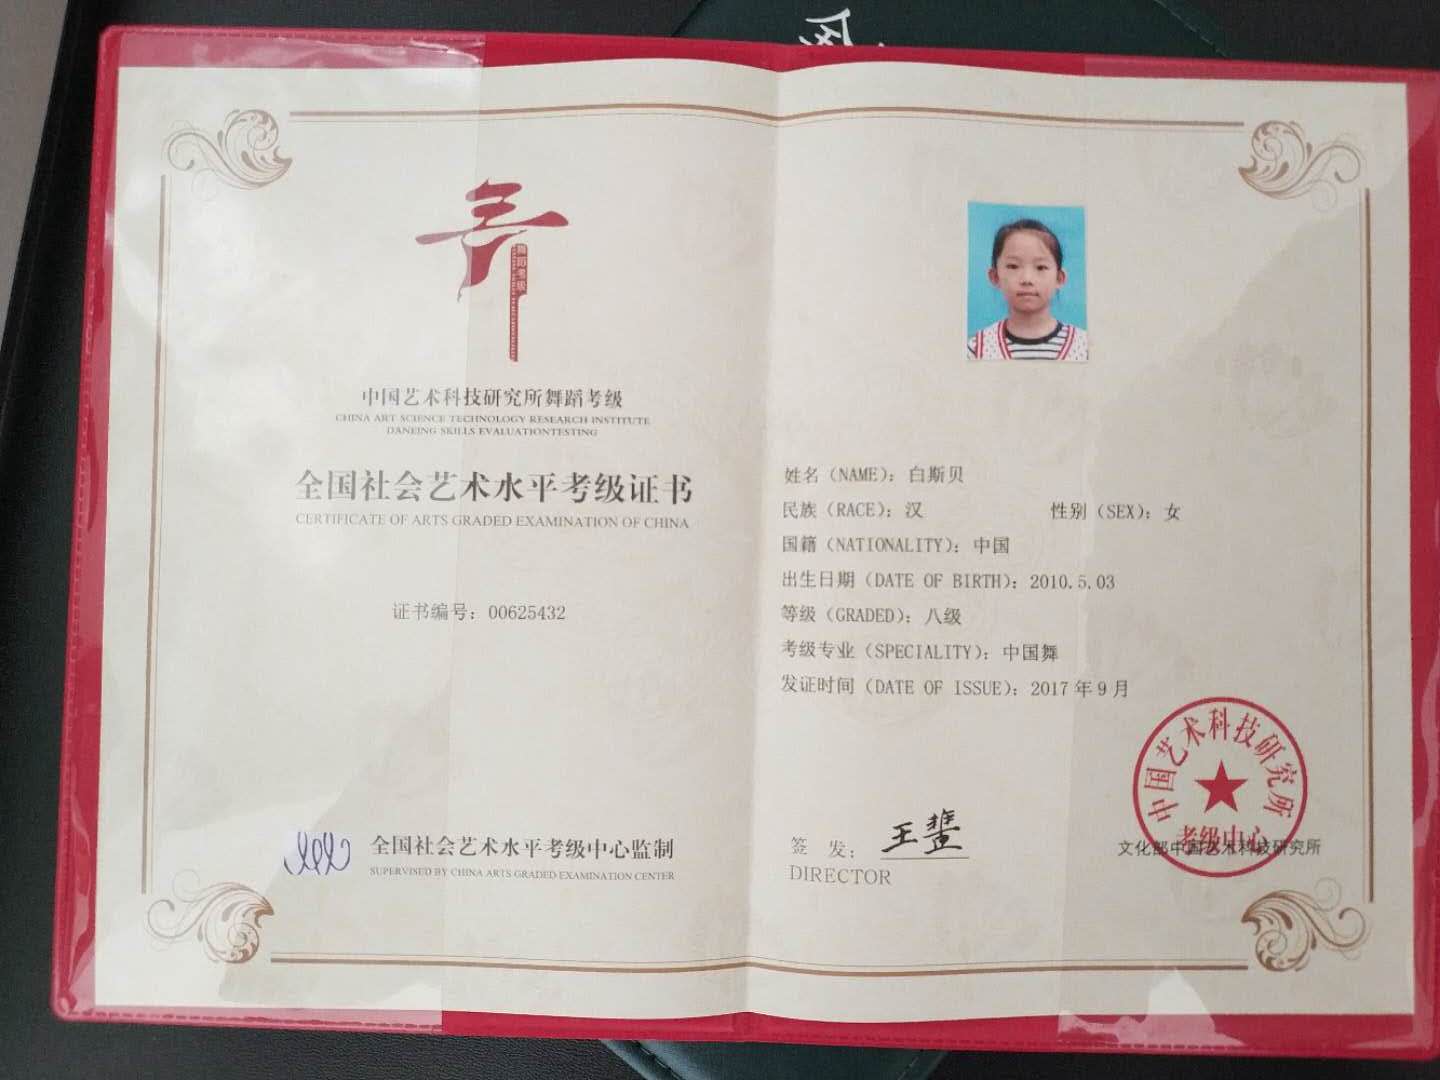 舞蹈考级
中国艺术科技研究所舞蹈考级
CHINA ART SCIENCE TECHNOLOGY RESEARCH INSTITUTE
DANEING SKILLS EVALUATIONTESTING
全国社会艺术水平考级证书
CERTIFICATE OF ARTS GRADED EXAMINATION OF CHINA
证书编号：00625432
全国社会艺术水平考级中心监制
SUPERVISED BY CHINA ARTS GRADED EXAMINATION CENTER
姓名（NAME）：白斯贝
民族（RACE）：汉 性别（SEX）：女
国籍（NATIONALITY）：中国
出生日期（DATE OF BIRTH）：2010.5.03
等级（GRADED）：八级
考级专业（SPECIALITY）：中国舞
发证时间（DATE OF ISSUE）：2017年9月
签 发：
DIRECTOR
文化部中国艺术科技研究所
中国艺术科技研究所
考级中心